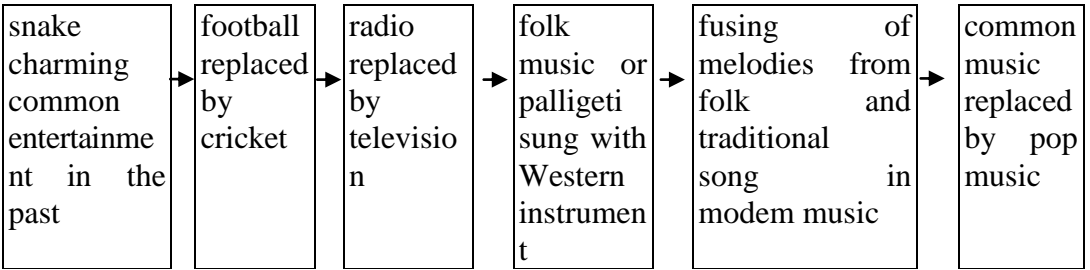 snake
charming
common
entertainme
nt in the
past
football
replaced
by
cricket
radio
replaced
by
televisio
n
folk
music or
palligeti
sung with
Western
instrumen
t
fusing of
melodies from
folk and
traditional
song in
modem music
common
music
replaced
by pop
music